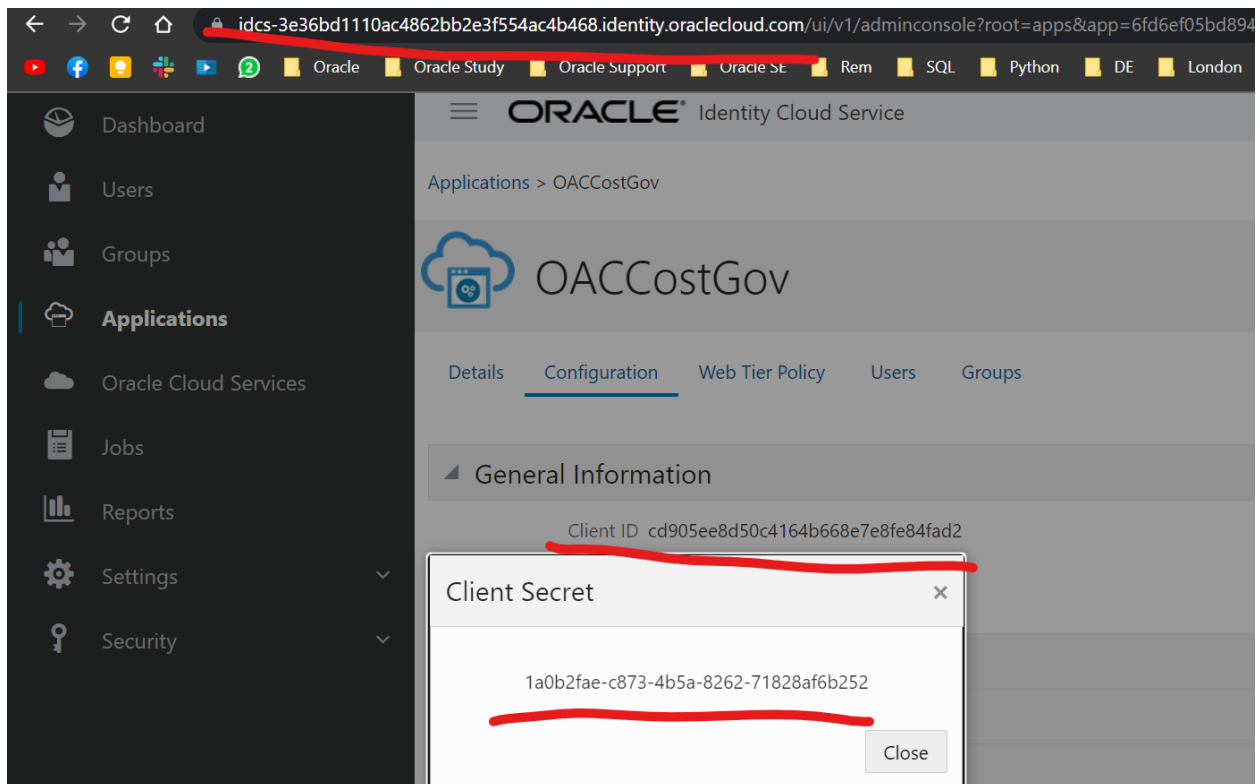 idcs-3e36bd1110ac4862bb2e3f554ac4b468.identity.oraclecloud.com/ui/v1/adminconsole?root=apps&app=6fd6ef05bd894
2 Oracle Oracle Study Oracle Support Oracle SE Rem SQL Python DE London
Dashboard
Users
Groups
Applications
Oracle Cloud Services
Jobs
Reports
Settings
Security
ORACLE® Identity Cloud Service
Applications > OACCostGov
OACCostGov
Details Configuration Web Tier Policy Users Groups
General Information
Client ID cd905ee8d50c4164b668e7e8fe84fad2
Client Secret ×
1a0b2fae-c873-4b5a-8262-71828af6b252
Close